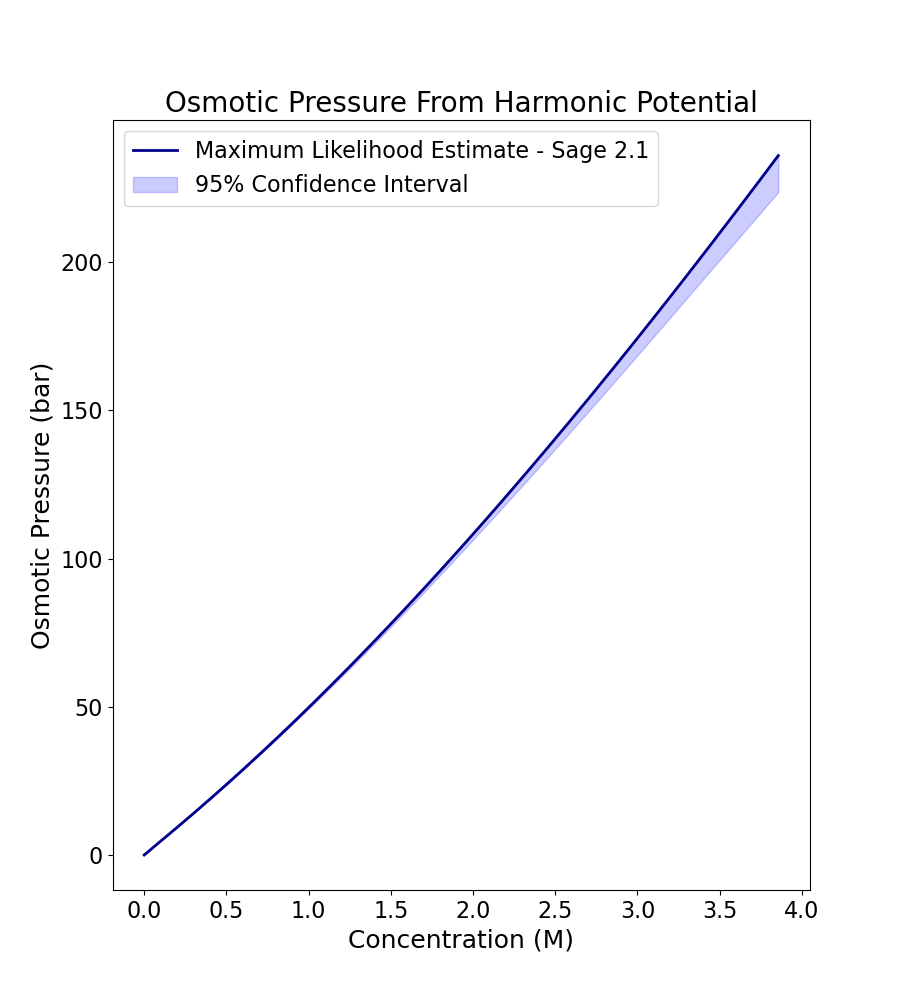 Osmotic Pressure From Harmonic Potential
Maximum Likelihood Estimate - Sage 2.1
95% Confidence Interval
Osmotic Pressure (bar)
200
150
100
50
0
0.0 0.5 1.0 1.5 2.0 2.5 3.0 3.5 4.0
Concentration (M)